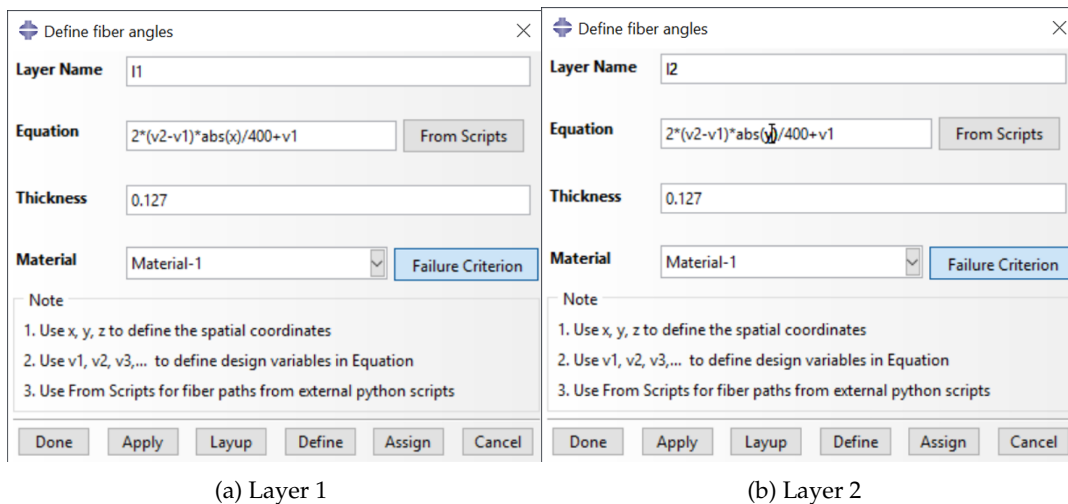 Define fiber angles
Layer Name l1
Equation 2*(v2-v1)*abs(x)/400+v1 From Scripts
Thickness 0.127
Material Material-1 Failure Criterion
Note
1. Use x, y, z to define the spatial coordinates
2. Use v1, v2, v3,... to define design variables in Equation
3. Use From Scripts for fiber paths from external python scripts
Done Apply Layup Define Assign Cancel
(a) Layer 1
Define fiber angles
Layer Name l2
Equation 2*(v2-v1)*abs(y)/400+v1 From Scripts
Thickness 0.127
Material Material-1 Failure Criterion
Note
1. Use x, y, z to define the spatial coordinates
2. Use v1, v2, v3,... to define design variables in Equation
3. Use From Scripts for fiber paths from external python scripts
Done Apply Layup Define Assign Cancel
(b) Layer 2